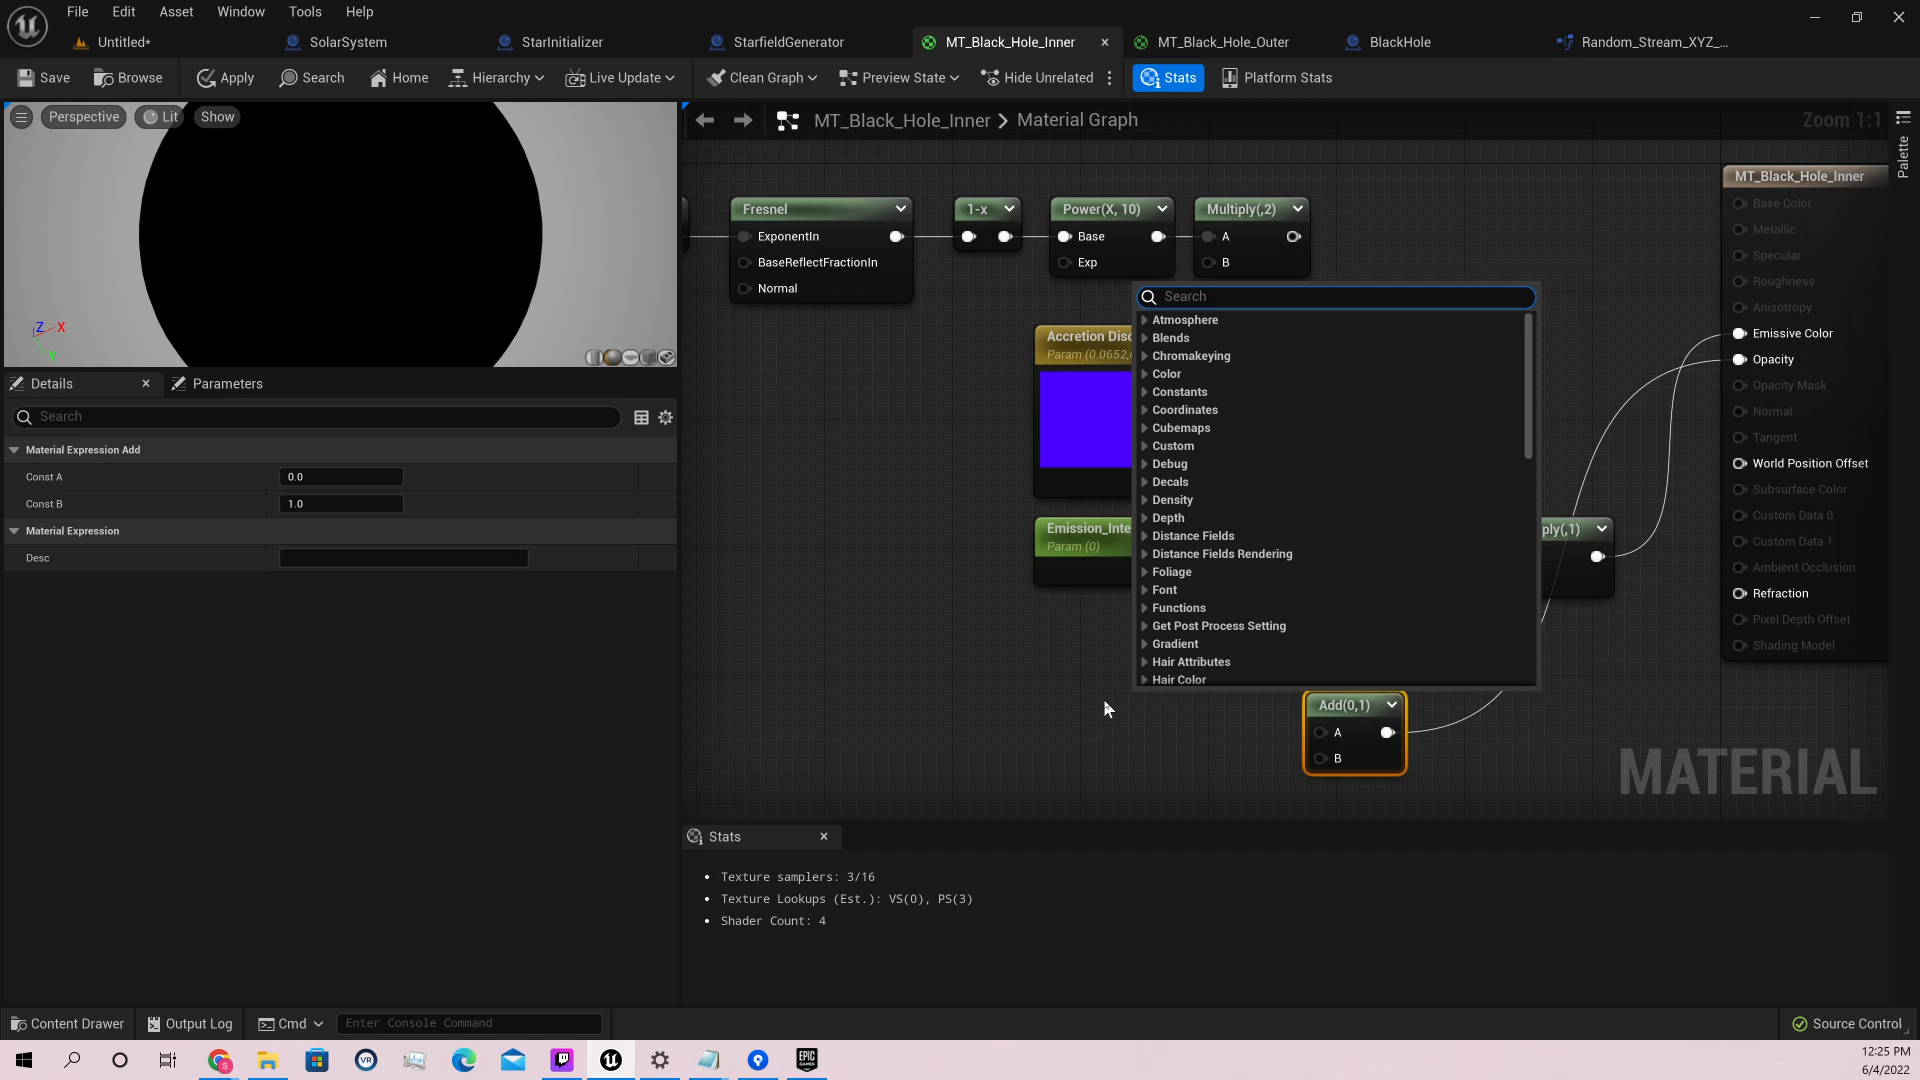 File Edit Asset Window Tools Help
Untitled* SolarSystem StarInitializer StarfieldGenerator MT_Black_Hole_Inner MT_Black_Hole_Outer BlackHole Random_Stream_XYZ_...
Save Browse Apply Search Home Hierarchy Live Update Clean Graph Preview State Hide Unrelated Stats Platform Stats
Perspective Lit Show
MT_Black_Hole_Inner > Material Graph
Zoom 1:1
Palette
Z X
Y
Fresnel
ExponentIn
BaseReflectFractionIn
Normal
1-x
Power(X, 10)
Base
Exp
Multiply(,2)
A
B
Accretion Disc
Param (0.0652,
Emission_Inte
Param (0)
Search
Atmosphere
Blends
Chromakeying
Color
Constants
Coordinates
Cubemaps
Custom
Debug
Decals
Density
Depth
Distance Fields
Distance Fields Rendering
Foliage
Font
Functions
Get Post Process Setting
Gradient
Hair Attributes
Hair Color
ply(,1)
Add(0,1)
A
B
MT_Black_Hole_Inner
Base Color
Metallic
Specular
Roughness
Anisotropy
Emissive Color
Opacity
Opacity Mask
Normal
Tangent
World Position Offset
Subsurface Color
Custom Data 0
Custom Data 1
Ambient Occlusion
Refraction
Pixel Depth Offset
Shading Model
MATERIAL
Details Parameters
Search
Material Expression Add
Const A 0.0
Const B 1.0
Material Expression
Desc
Stats
Texture samplers: 3/16
Texture Lookups (Est.): VS(0), PS(3)
Shader Count: 4
Content Drawer Output Log Cmd Enter Console Command Source Control
VR
EPIC GAMES
12:25 PM
6/4/2022